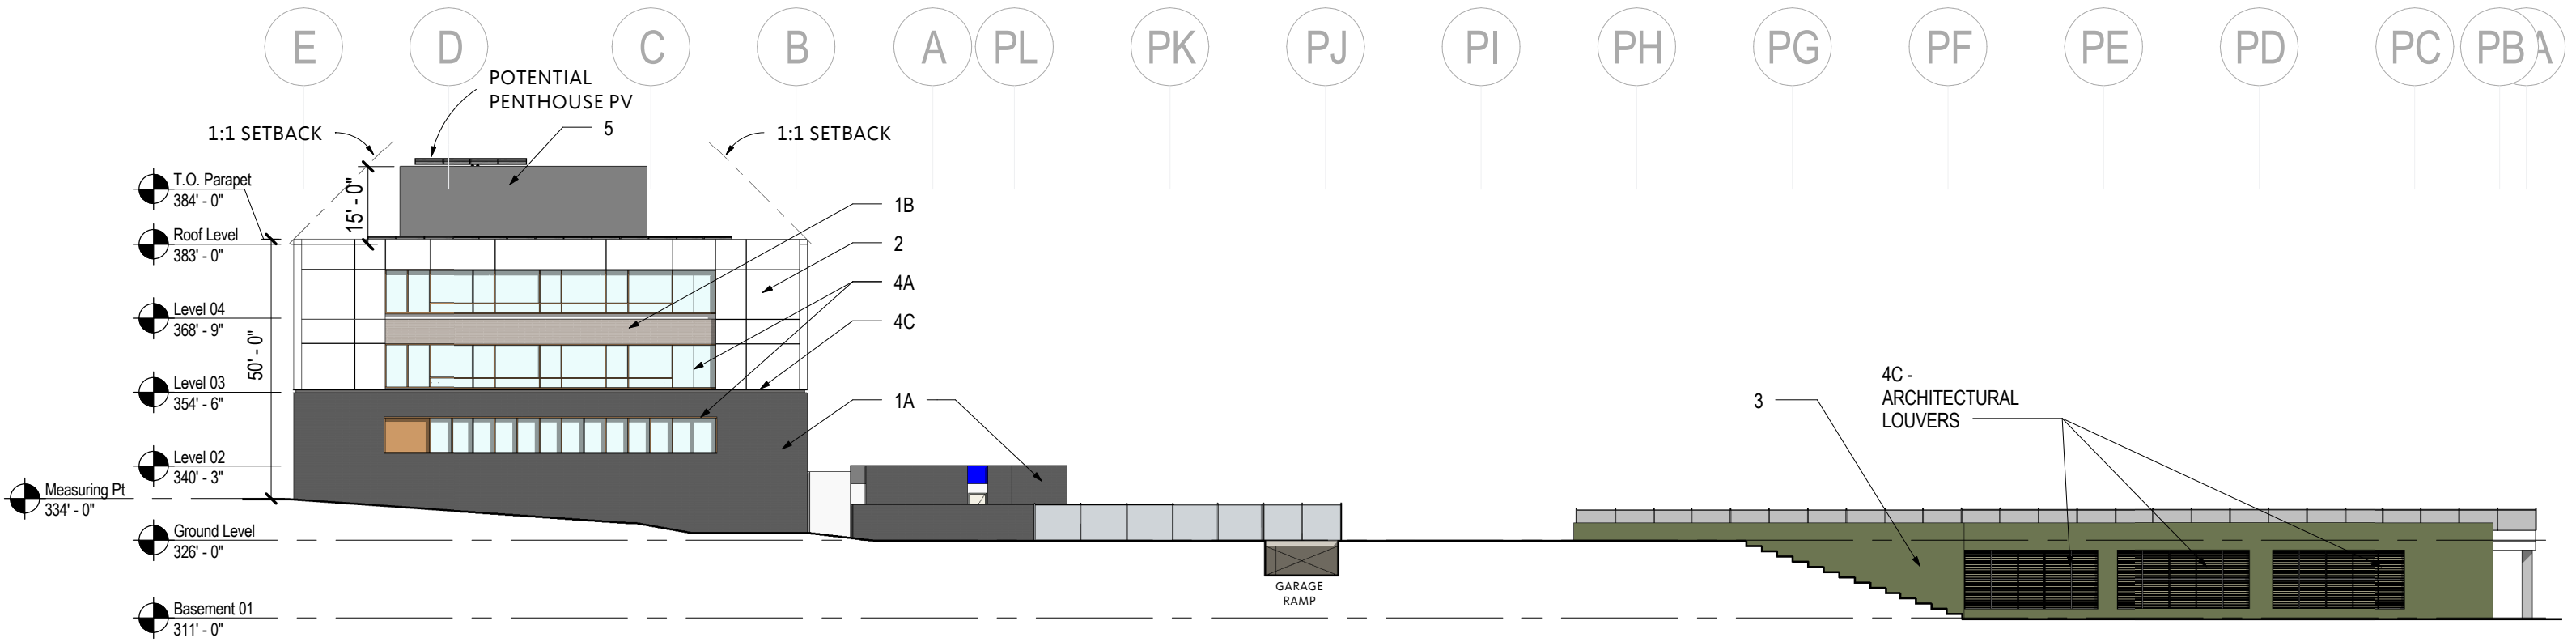 E
D
C
B
A
PL
PK
PJ
PI
PH
PG
PF
PE
PD
PC
PB
A
POTENTIAL
PENTHOUSE PV
5
1:1 SETBACK
1:1 SETBACK
T.O. Parapet
384' - 0"
15' - 0"
1B
Roof Level
383' - 0"
2
4A
Level 04
368' - 9"
4C
50' - 0"
Level 03
354' - 6"
1A
3
4C -
ARCHITECTURAL
LOUVERS
Level 02
340' - 3"
Measuring Pt
334' - 0"
Ground Level
326' - 0"
GARAGE
RAMP
Basement 01
311' - 0"